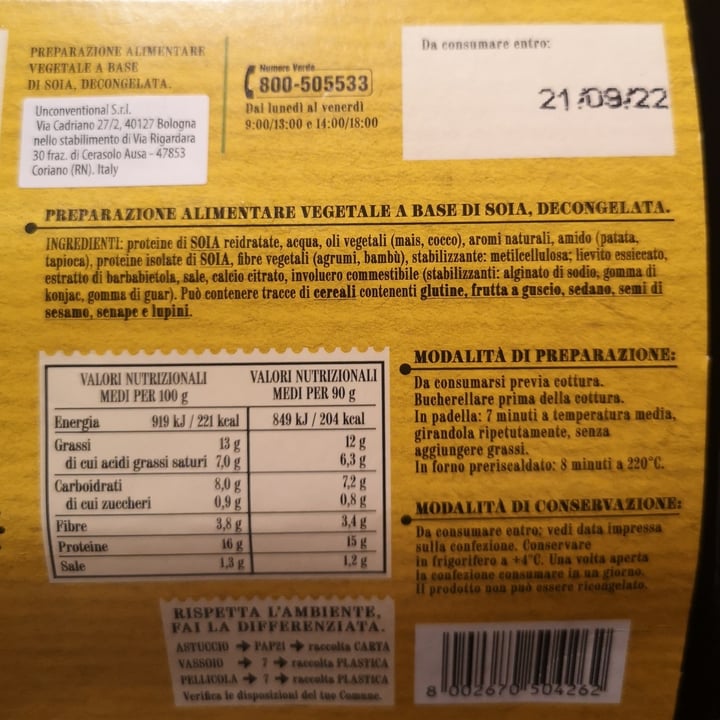 PREPARAZIONE ALIMENTARE
VEGETALE A BASE
DI SOIA, DECONGELATA.
Unconventional S.r.l.
Via Cadriano 27/2, 40127 Bologna
nello stabilimento di Via Rigardara
30 fraz. di Cerasolo Ausa - 47853
Coriano (RN). Italy
Numero Verde
800-505533
Dal lunedì al venerdì
9:00/13:00 e 14:00/18:00
Da consumare entro:
21/09/22
PREPARAZIONE ALIMENTARE VEGETALE A BASE DI SOIA, DECONGELATA.
INGREDIENTI: proteine di SOIA reidratate, acqua, oli vegetali (mais, cocco), aromi naturali, amido (patata,
tapioca), proteine isolate di SOIA, fibre vegetali (agrumi, bambù), stabilizzante: metilcellulosa; lievito essiccato,
estratto di barbabietola, sale, calcio citrato, involucro commestibile (stabilizzanti: alginato di sodio, gomma di
konjac, gomma di guar). Può contenere tracce di cereali contenenti glutine, frutta a guscio, sedano, semi di
sesamo, senape e lupini.
VALORI NUTRIZIONALI
MEDI PER 100 g
VALORI NUTRIZIONALI
MEDI PER 90 g
Energia 919 kJ / 221 kcal 849 kJ / 204 kcal
Grassi 13 g 12 g
di cui acidi grassi saturi 7,0 g 6,3 g
Carboidrati 8,0 g 7,2 g
di cui zuccheri 0,9 g 0,8 g
Fibre 3,8 g 3,4 g
Proteine 16 g 15 g
Sale 1,3 g 1,2 g
MODALITÀ DI PREPARAZIONE:
Da consumarsi previa cottura.
Bucherellare prima della cottura.
In padella: 7 minuti a temperatura media,
girandola ripetutamente, senza
aggiungere grassi.
In forno preriscaldato: 8 minuti a 220°C.
MODALITÀ DI CONSERVAZIONE:
Da consumare entro: vedi data impressa
sulla confezione. Conservare
in frigorifero a +4°C. Una volta aperta
la confezione consumare in un giorno.
Il prodotto non può essere ricongelato.
RISPETTA L'AMBIENTE,
FAI LA DIFFERENZIATA.
ASTUCCIO → PAP21 → raccolta CARTA
VASSOIO → 7 → raccolta PLASTICA
PELLICOLA → 7 → raccolta PLASTICA
Verifica le disposizioni del tuo Comune.
8 002670 504262